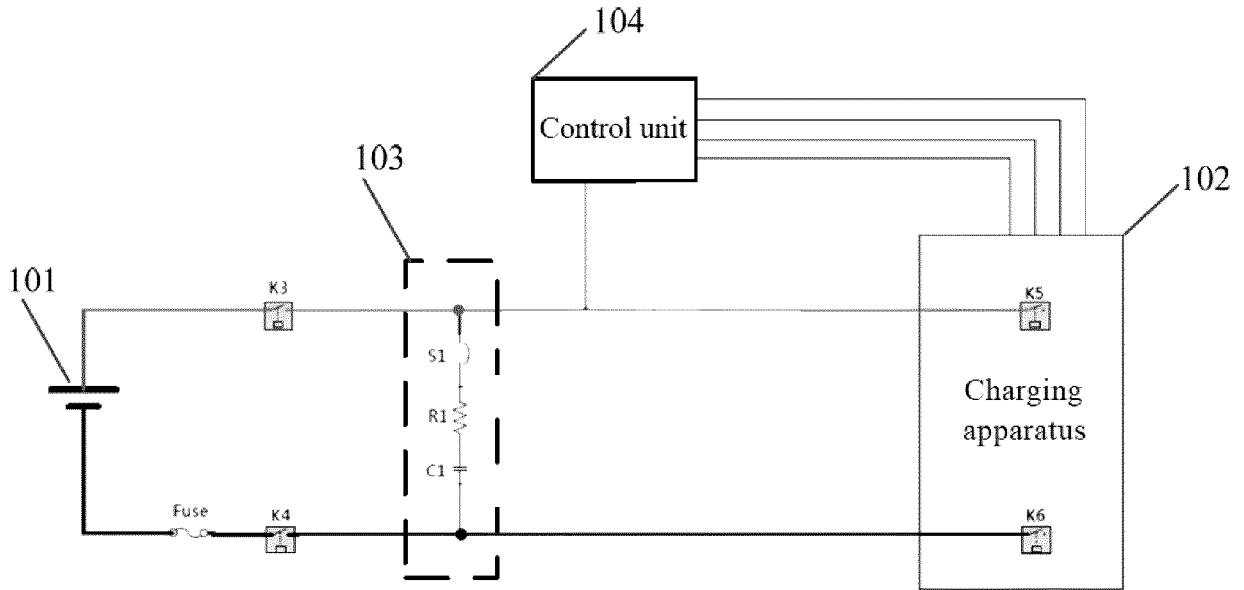 104
Control unit
103
102
101
K3
K5
S1
R1
Charging
apparatus
C1
Fuse
K4
K6